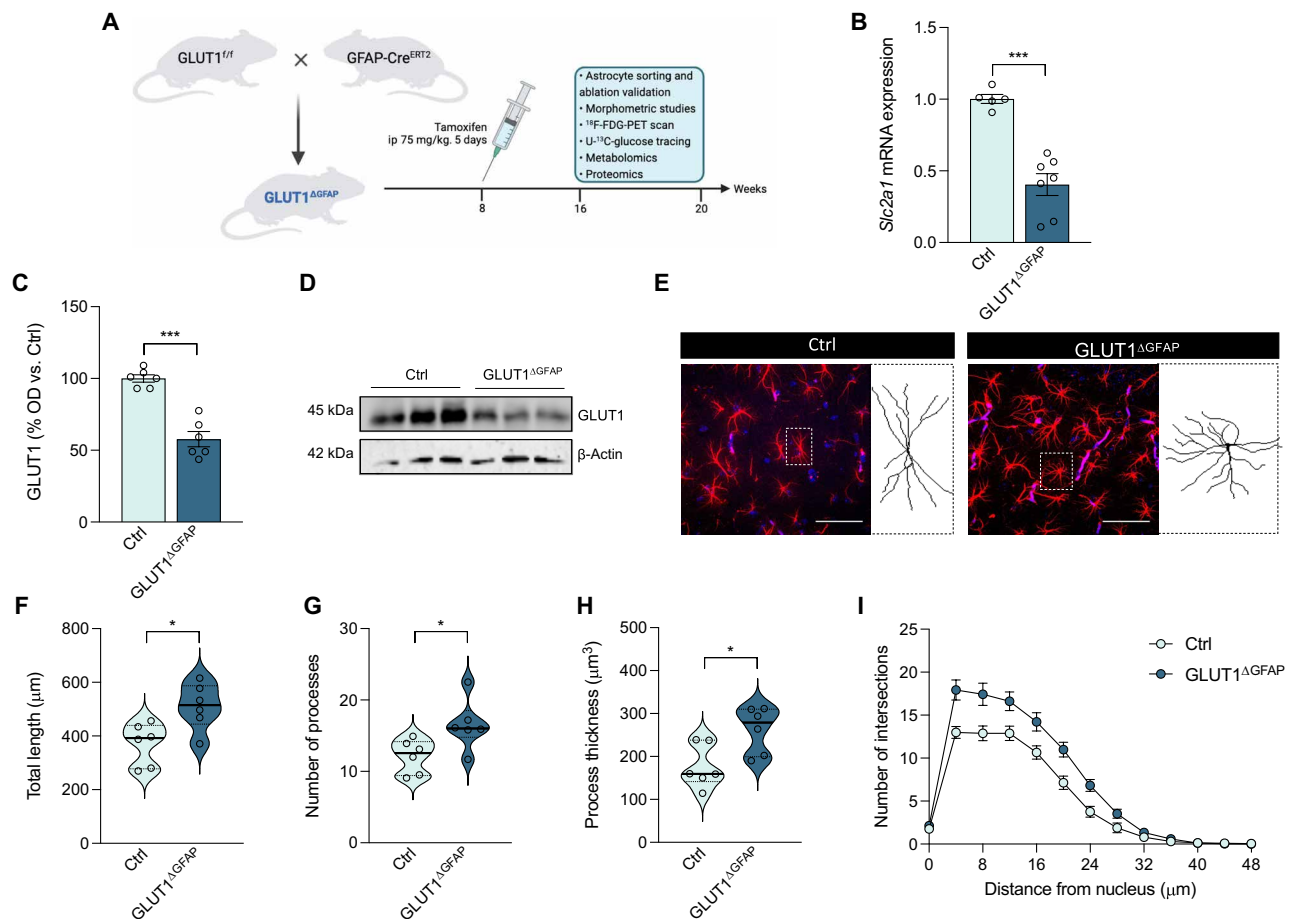 A
GLUT1f/f
×
GFAP-CreERT2
Tamoxifen
ip 75 mg/kg. 5 days
• Astrocyte sorting and
ablation validation
• Morphometric studies
• 18F-FDG-PET scan
• U-13C-glucose tracing
• Metabolomics
• Proteomics
GLUT1ΔGFAP
Weeks
8
16
20
B
Slc2a1 mRNA expression
1.5
1.0
0.5
0.0
***
Ctrl
GLUT1ΔGFAP
C
GLUT1 (% OD vs. Ctrl)
150
100
50
0
***
Ctrl
GLUT1ΔGFAP
D
Ctrl
GLUT1ΔGFAP
45 kDa
GLUT1
42 kDa
β-Actin
E
Ctrl
GLUT1ΔGFAP
F
Total length (μm)
800
600
400
200
0
*
Ctrl
GLUT1ΔGFAP
G
Number of processes
30
20
10
0
*
Ctrl
GLUT1ΔGFAP
H
Process thickness (μm3)
500
400
300
200
100
0
*
Ctrl
GLUT1ΔGFAP
I
Number of intersections
25
20
15
10
5
0
Ctrl
GLUT1ΔGFAP
0
8
16
24
32
40
48
Distance from nucleus (μm)